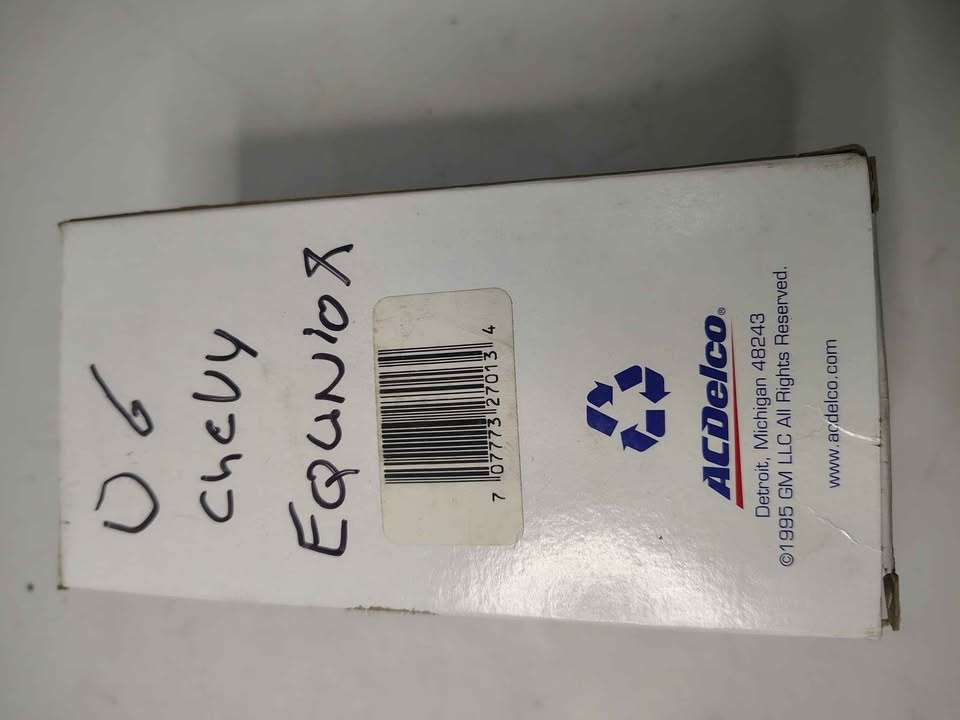 06
CheVy
EquNiox
7 07773 27013 4
ACDelco®
Detroit, Michigan 48243
©1995 GM LLC All Rights Reserved.
www.acdelco.com